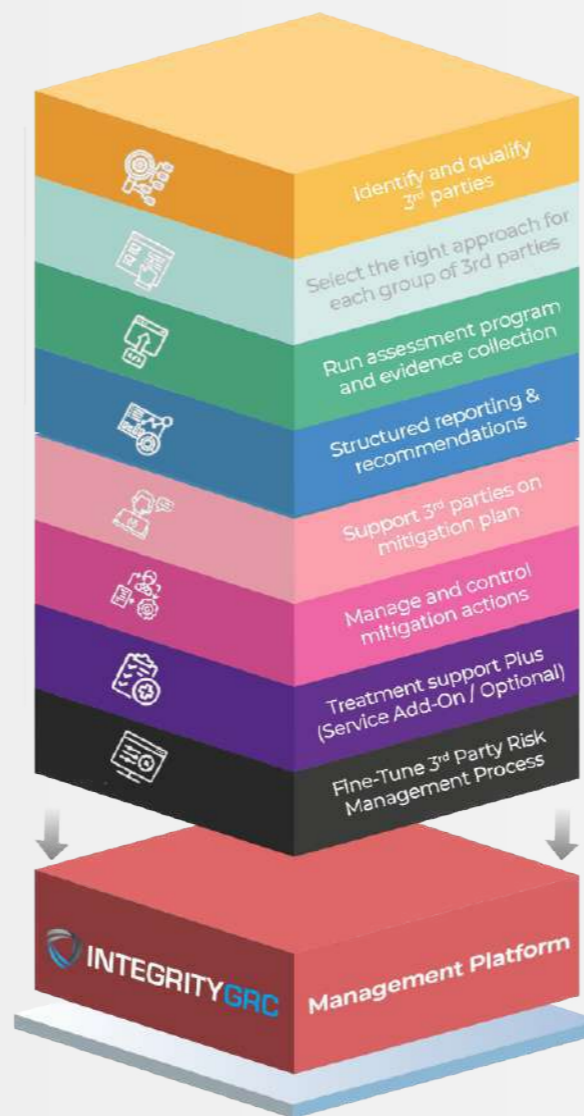 Identify and qualify
3rd parties
Select the right approach for
each group of 3rd parties
Run assessment program
and evidence collection
Structured reporting &
recommendations
Support 3rd parties on
mitigation plan
Manage and control
mitigation actions
Treatment support Plus
(Service Add-On / Optional)
Fine-Tune 3rd Party Risk
Management Process
INTEGRITYGRC
Management Platform